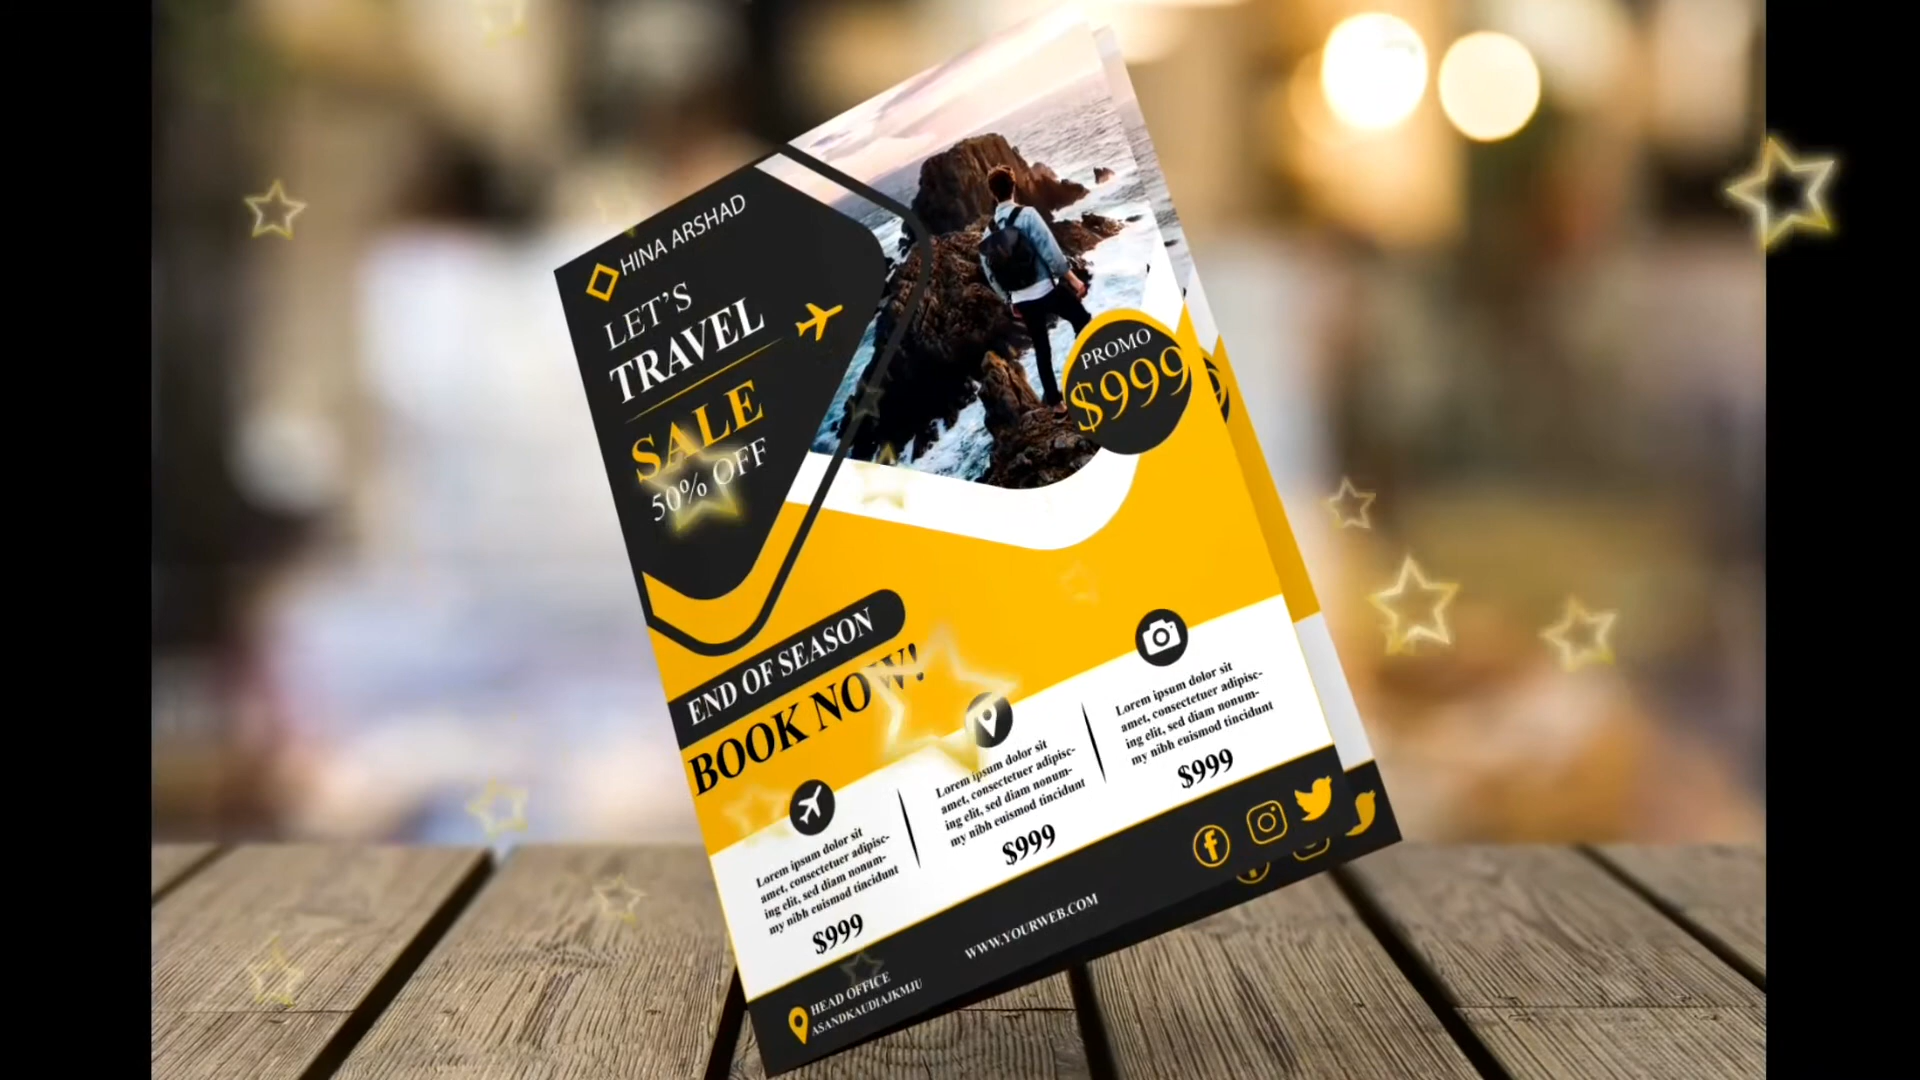 HINA ARSHAD
LET'S
TRAVEL
SALE
50% OFF
PROMO
$999
END OF SEASON
BOOK NOW!
Lorem ipsum dolor sit
amet, consectetuer adipisc-
ing elit, sed diam nonum-
my nibh euismod tincidunt
$999
Lorem ipsum dolor sit
amet, consectetuer adipisc-
ing elit, sed diam nonum-
my nibh euismod tincidunt
$999
Lorem ipsum dolor sit
amet, consectetuer adipisc-
ing elit, sed diam nonum-
my nibh euismod tincidunt
$999
HEAD OFFICE
ASANDKAUDIAJKMJU
WWW.YOURWEB.COM